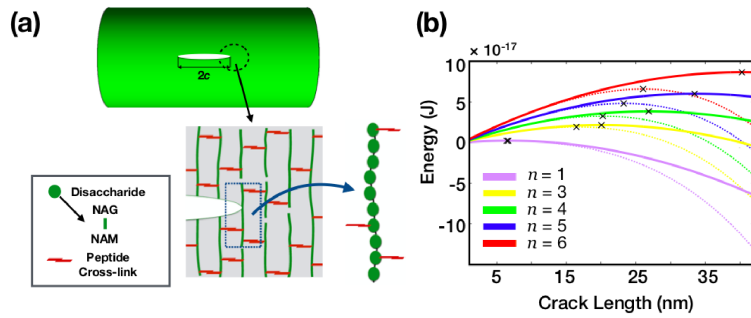 (a)
2c
Disaccharide
NAG
NAM
Peptide
Cross-link
(b)
× 10⁻¹⁷
10
5
0
-5
-10
Energy (J)
n = 1
n = 3
n = 4
n = 5
n = 6
5
15
25
35
Crack Length (nm)